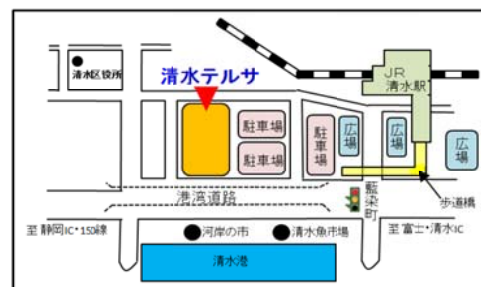 清水区役所
清水テルサ
JR
清水駅
駐車場
駐車場
駐車場
広場
広場
広場
港湾道路
藍染町
歩道橋
至 静岡IC・150線
河岸の市
清水魚市場
至 富士・清水IC
清水港